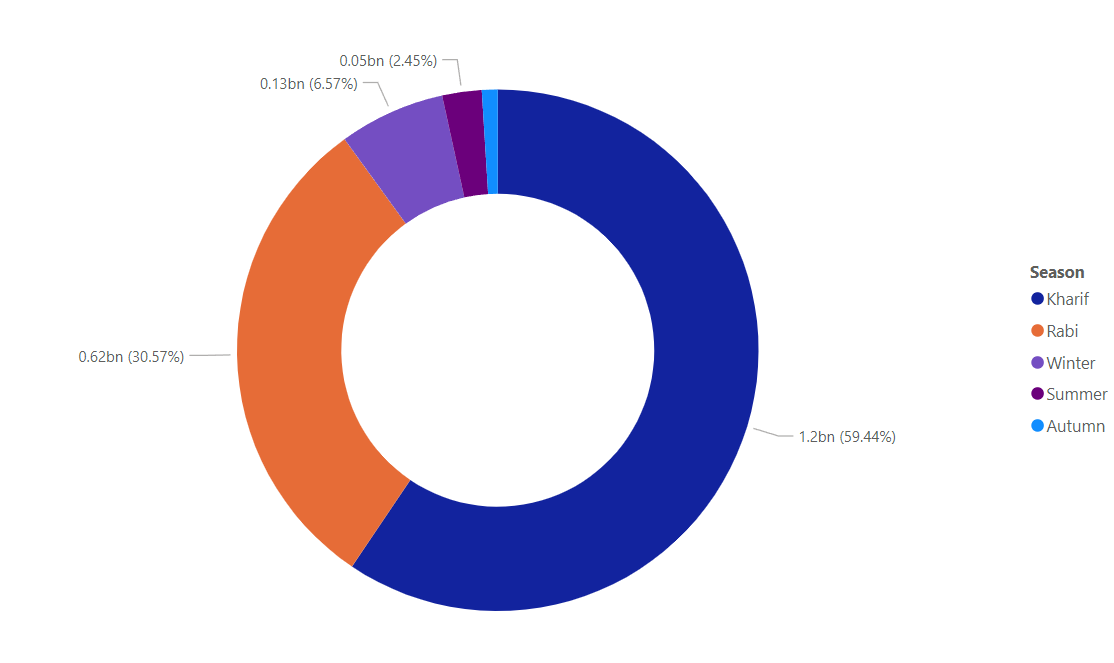 0.05bn (2.45%)
0.13bn (6.57%)
0.62bn (30.57%)
1.2bn (59.44%)
Season
Kharif
Rabi
Winter
Summer
Autumn